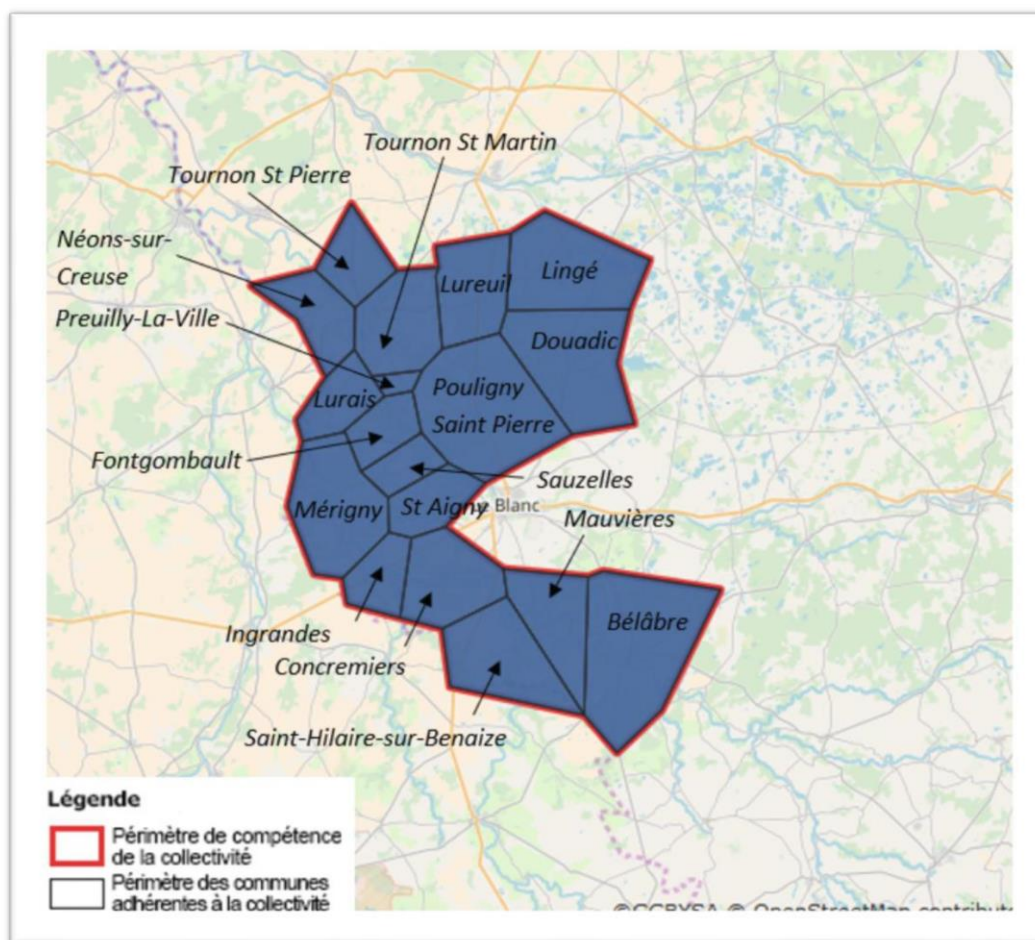 Tournon St Martin
Tournon St Pierre
Néons-sur-
Creuse
Lureuil
Lingé
Preuilly-La-Ville
Douadic
Lurais
Pouligny
Saint Pierre
Fontgombault
Sauzelles
Mérigny
St Aigny
Blanc
Mauvières
Bélâbre
Ingrandes
Concremiers
Saint-Hilaire-sur-Benaize
Légende
Périmètre de compétence
de la collectivité
Périmètre des communes
adhérentes à la collectivité